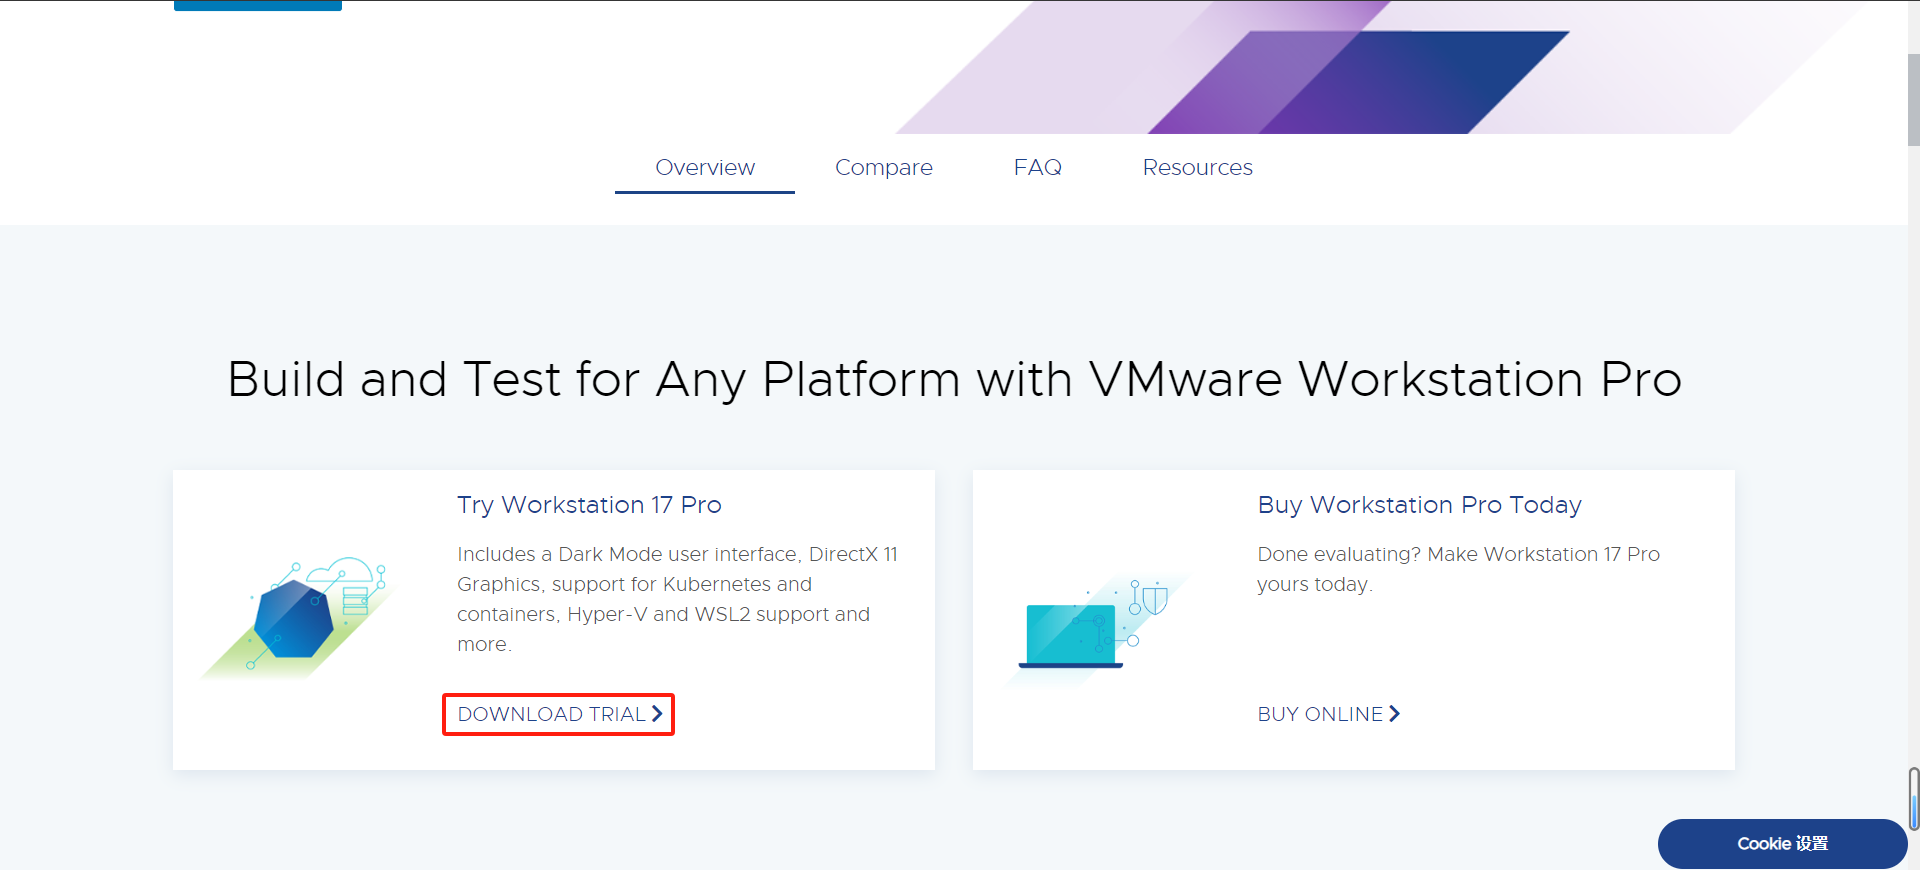 Overview Compare FAQ Resources
Build and Test for Any Platform with VMware Workstation Pro
Try Workstation 17 Pro
Includes a Dark Mode user interface, DirectX 11
Graphics, support for Kubernetes and
containers, Hyper-V and WSL2 support and
more.
DOWNLOAD TRIAL
Buy Workstation Pro Today
Done evaluating? Make Workstation 17 Pro
yours today.
BUY ONLINE
Cookie 设置